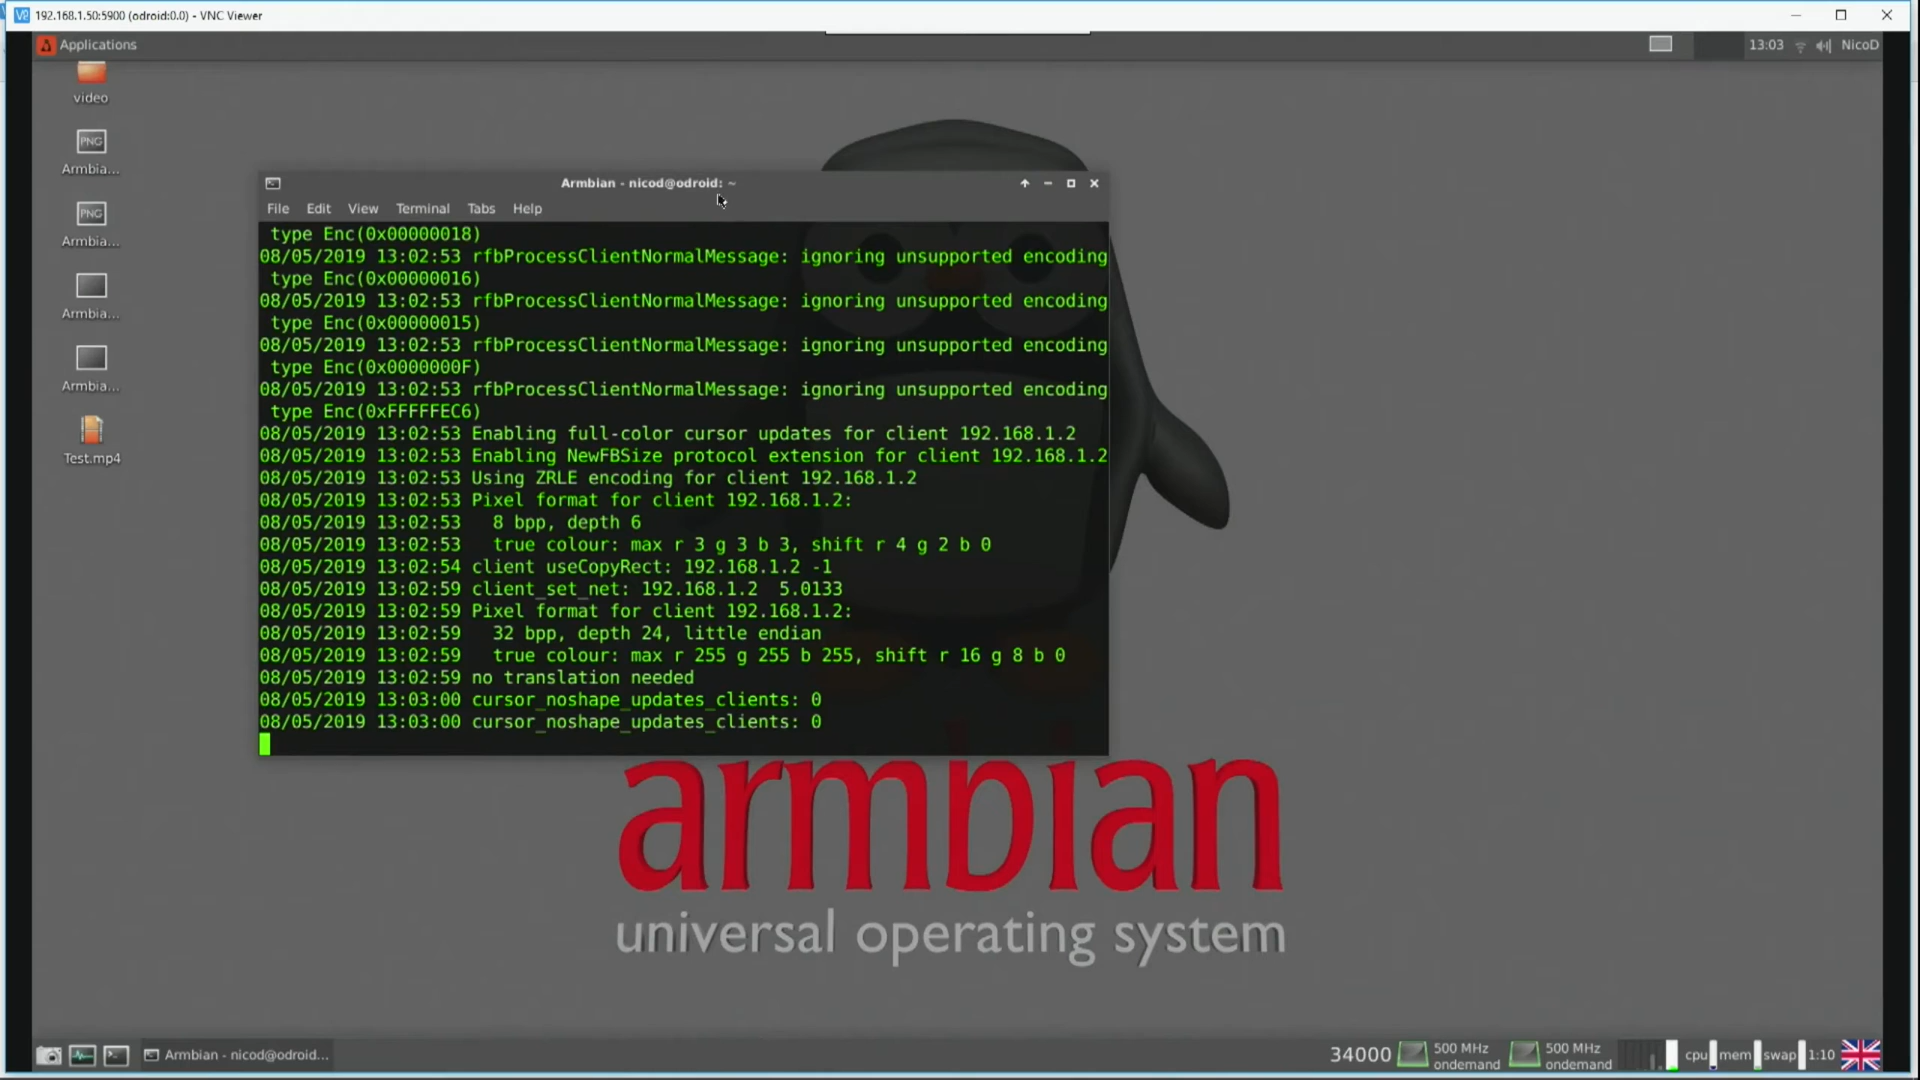 192.168.1.50:5900 (odroid:0.0) - VNC Viewer
Applications
13:03
NicoD
video
PNG
Armbia...
PNG
Armbia...
Armbia...
Armbia...
Test.mp4
Armbian - nicod@odroid: ~
File Edit View Terminal Tabs Help
type Enc(0x00000018)
08/05/2019 13:02:53 rfbProcessClientNormalMessage: ignoring unsupported encoding
type Enc(0x00000016)
08/05/2019 13:02:53 rfbProcessClientNormalMessage: ignoring unsupported encoding
type Enc(0x00000015)
08/05/2019 13:02:53 rfbProcessClientNormalMessage: ignoring unsupported encoding
type Enc(0x0000000F)
08/05/2019 13:02:53 rfbProcessClientNormalMessage: ignoring unsupported encoding
type Enc(0xFFFFFEC6)
08/05/2019 13:02:53 Enabling full-color cursor updates for client 192.168.1.2
08/05/2019 13:02:53 Enabling NewFBSize protocol extension for client 192.168.1.2
08/05/2019 13:02:53 Using ZRLE encoding for client 192.168.1.2
08/05/2019 13:02:53 Pixel format for client 192.168.1.2:
08/05/2019 13:02:53 8 bpp, depth 6
08/05/2019 13:02:53 true colour: max r 3 g 3 b 3, shift r 4 g 2 b 0
08/05/2019 13:02:54 client useCopyRect: 192.168.1.2 -1
08/05/2019 13:02:59 client_set_net: 192.168.1.2 5.0133
08/05/2019 13:02:59 Pixel format for client 192.168.1.2:
08/05/2019 13:02:59 32 bpp, depth 24, little endian
08/05/2019 13:02:59 true colour: max r 255 g 255 b 255, shift r 16 g 8 b 0
08/05/2019 13:02:59 no translation needed
08/05/2019 13:03:00 cursor_noshape_updates_clients: 0
08/05/2019 13:03:00 cursor_noshape_updates_clients: 0
armbian
universal operating system
Armbian - nicod@odroid...
34000
500 MHz
ondemand
500 MHz
ondemand
cpu
mem
swap
1:10